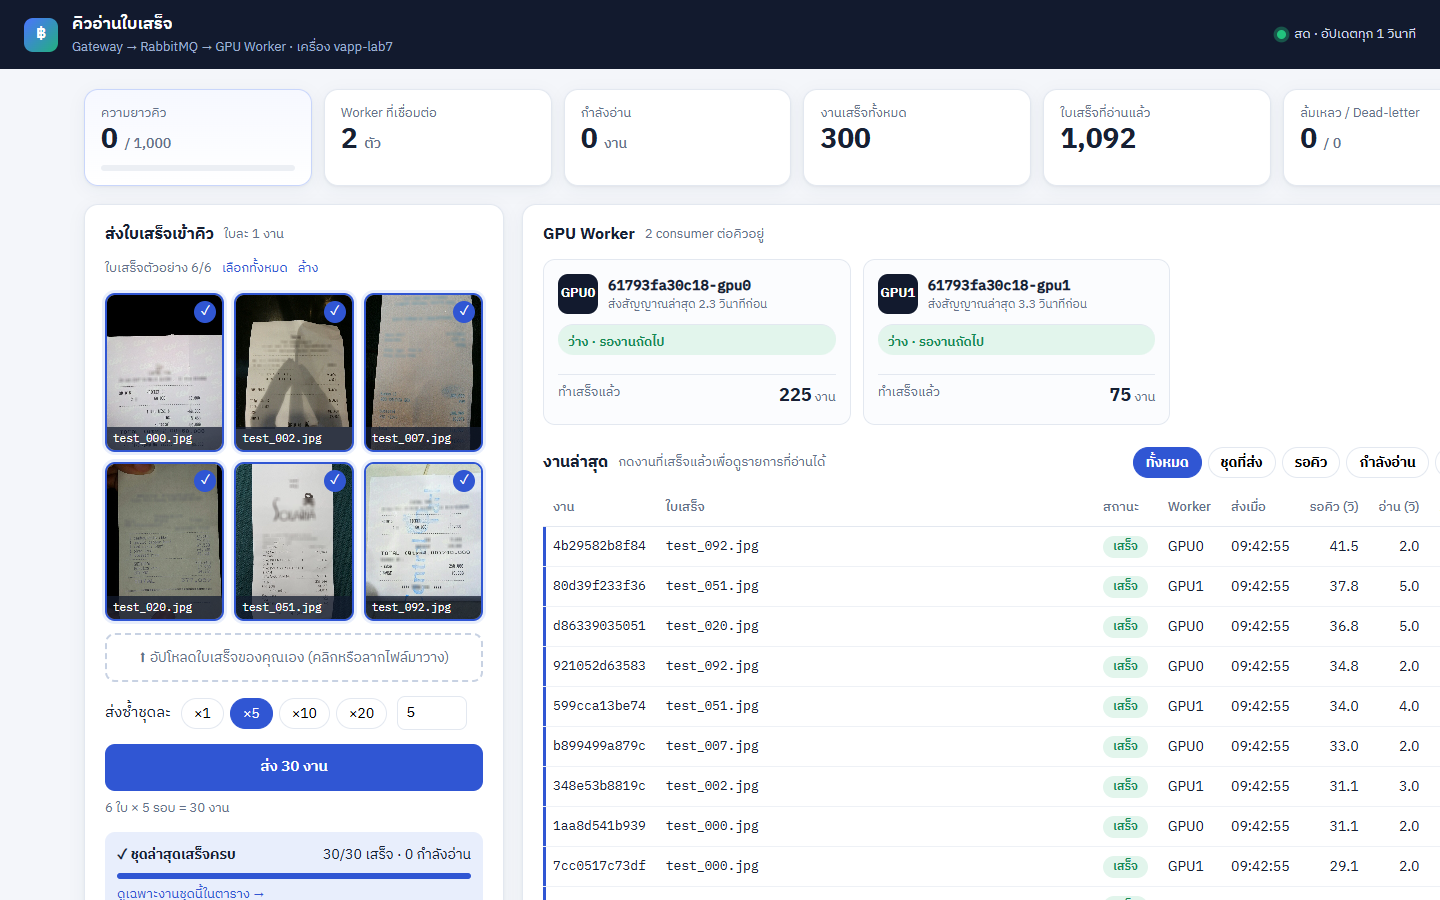 ฿
คิวอ่านใบเสร็จ
Gateway → RabbitMQ → GPU Worker · เครื่อง vapp-lab7
สด · อัปเดตทุก 1 วินาที
ความยาวคิว
0 / 1,000
Worker ที่เชื่อมต่อ
2 ตัว
กำลังอ่าน
0 งาน
งานเสร็จทั้งหมด
300
ใบเสร็จที่อ่านแล้ว
1,092
ล้มเหลว / Dead-letter
0 / 0
ส่งใบเสร็จเข้าคิว ใบละ 1 งาน
ใบเสร็จตัวอย่าง 6/6 เลือกทั้งหมด ล้าง
test_000.jpg
test_002.jpg
test_007.jpg
test_020.jpg
test_051.jpg
test_092.jpg
⬆ อัปโหลดใบเสร็จของคุณเอง (คลิกหรือลากไฟล์มาวาง)
ส่งซ้ำชุดละ ×1 ×5 ×10 ×20 5
ส่ง 30 งาน
6 ใบ × 5 รอบ = 30 งาน
✓ ชุดล่าสุดเสร็จครบ 30/30 เสร็จ · 0 กำลังอ่าน
ดูเฉพาะงานชุดนี้ในตาราง →
GPU Worker 2 consumer ต่อคิวอยู่
GPU0
61793fa30c18-gpu0
ส่งสัญญาณล่าสุด 2.3 วินาทีก่อน
ว่าง · รองานถัดไป
ทำเสร็จแล้ว 225 งาน
GPU1
61793fa30c18-gpu1
ส่งสัญญาณล่าสุด 3.3 วินาทีก่อน
ว่าง · รองานถัดไป
ทำเสร็จแล้ว 75 งาน
งานล่าสุด กดงานที่เสร็จแล้วเพื่อดูรายการที่อ่านได้
ทั้งหมด ชุดที่ส่ง รอคิว กำลังอ่าน
งาน ใบเสร็จ สถานะ Worker ส่งเมื่อ รอคิว (วิ) อ่าน (วิ)
4b29582b8f84 test_092.jpg เสร็จ GPU0 09:42:55 41.5 2.0
80d39f233f36 test_051.jpg เสร็จ GPU1 09:42:55 37.8 5.0
d86339035051 test_020.jpg เสร็จ GPU0 09:42:55 36.8 5.0
921052d63583 test_092.jpg เสร็จ GPU0 09:42:55 34.8 2.0
599cca13be74 test_051.jpg เสร็จ GPU1 09:42:55 34.0 4.0
b899499a879c test_007.jpg เสร็จ GPU0 09:42:55 33.0 2.0
348e53b8819c test_002.jpg เสร็จ GPU1 09:42:55 31.1 3.0
1aa8d541b939 test_000.jpg เสร็จ GPU0 09:42:55 31.1 2.0
7cc0517c73df test_000.jpg เสร็จ GPU1 09:42:55 29.1 2.0